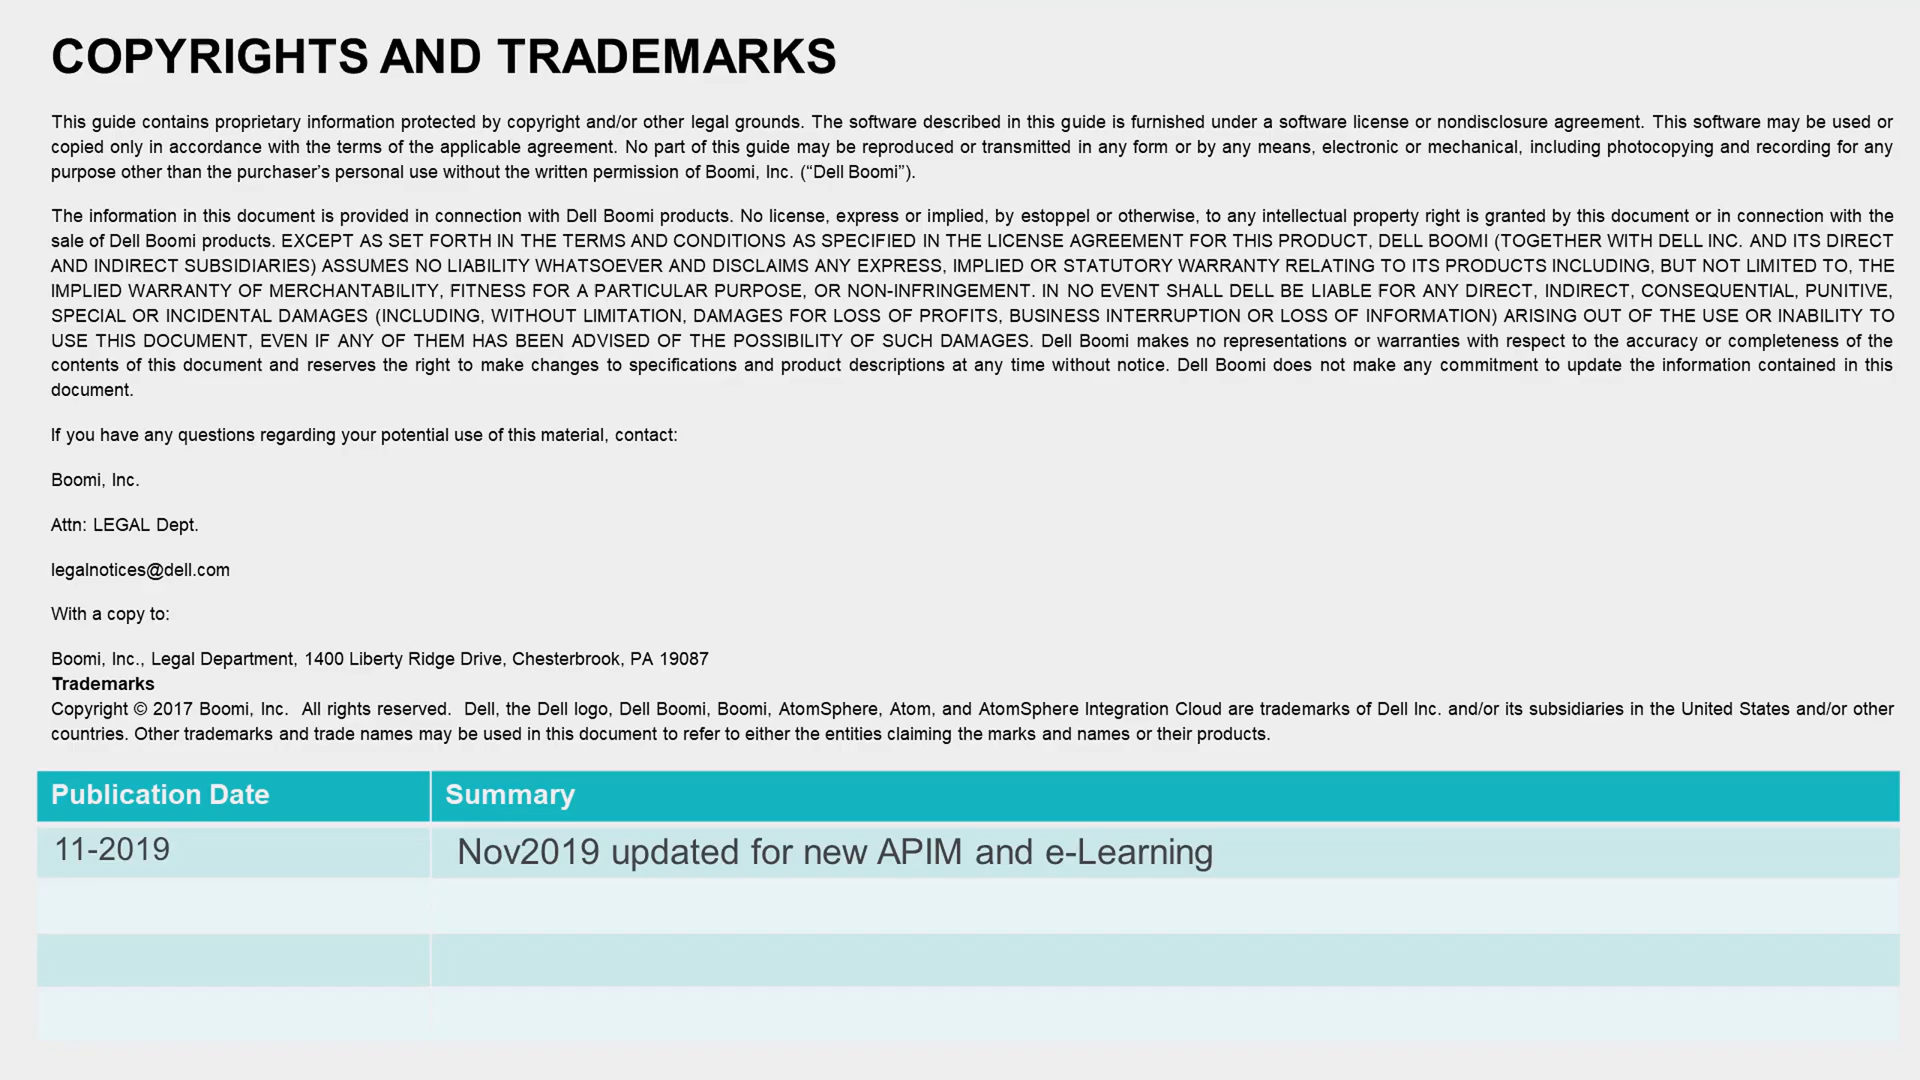 COPYRIGHTS AND TRADEMARKS
This guide contains proprietary information protected by copyright and/or other legal grounds. The software described in this guide is furnished under a software license or nondisclosure agreement. This software may be used or
copied only in accordance with the terms of the applicable agreement. No part of this guide may be reproduced or transmitted in any form or by any means, electronic or mechanical, including photocopying and recording for any
purpose other than the purchaser’s personal use without the written permission of Boomi, Inc. (“Dell Boomi”).
The information in this document is provided in connection with Dell Boomi products. No license, express or implied, by estoppel or otherwise, to any intellectual property right is granted by this document or in connection with the
sale of Dell Boomi products. EXCEPT AS SET FORTH IN THE TERMS AND CONDITIONS AS SPECIFIED IN THE LICENSE AGREEMENT FOR THIS PRODUCT, DELL BOOMI (TOGETHER WITH DELL INC. AND ITS DIRECT
AND INDIRECT SUBSIDIARIES) ASSUMES NO LIABILITY WHATSOEVER AND DISCLAIMS ANY EXPRESS, IMPLIED OR STATUTORY WARRANTY RELATING TO ITS PRODUCTS INCLUDING, BUT NOT LIMITED TO, THE
IMPLIED WARRANTY OF MERCHANTABILITY, FITNESS FOR A PARTICULAR PURPOSE, OR NON-INFRINGEMENT. IN NO EVENT SHALL DELL BE LIABLE FOR ANY DIRECT, INDIRECT, CONSEQUENTIAL, PUNITIVE,
SPECIAL OR INCIDENTAL DAMAGES (INCLUDING, WITHOUT LIMITATION, DAMAGES FOR LOSS OF PROFITS, BUSINESS INTERRUPTION OR LOSS OF INFORMATION) ARISING OUT OF THE USE OR INABILITY TO
USE THIS DOCUMENT, EVEN IF ANY OF THEM HAS BEEN ADVISED OF THE POSSIBILITY OF SUCH DAMAGES. Dell Boomi makes no representations or warranties with respect to the accuracy or completeness of the
contents of this document and reserves the right to make changes to specifications and product descriptions at any time without notice. Dell Boomi does not make any commitment to update the information contained in this
document.
If you have any questions regarding your potential use of this material, contact:
Boomi, Inc.
Attn: LEGAL Dept.
legalnotices@dell.com
With a copy to:
Boomi, Inc., Legal Department, 1400 Liberty Ridge Drive, Chesterbrook, PA 19087
Trademarks
Copyright © 2017 Boomi, Inc. All rights reserved. Dell, the Dell logo, Dell Boomi, Boomi, AtomSphere, Atom, and AtomSphere Integration Cloud are trademarks of Dell Inc. and/or its subsidiaries in the United States and/or other
countries. Other trademarks and trade names may be used in this document to refer to either the entities claiming the marks and names or their products.
Publication Date Summary
11-2019 Nov2019 updated for new APIM and e-Learning